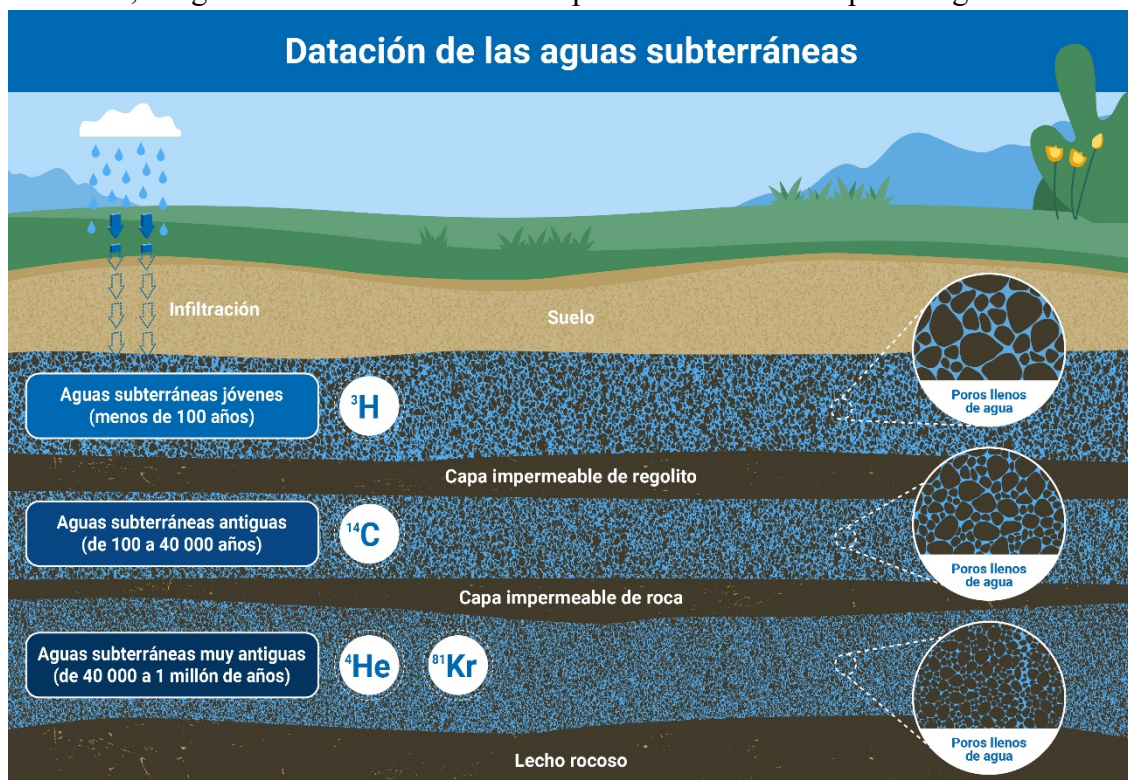 Datación de las aguas subterráneas
Infiltración
Suelo
Poros llenos
de agua
Aguas subterráneas jóvenes
(menos de 100 años)
³H
Capa impermeable de regolito
Aguas subterráneas antiguas
(de 100 a 40 000 años)
¹⁴C
Poros llenos
de agua
Capa impermeable de roca
Aguas subterráneas muy antiguas
(de 40 000 a 1 millón de años)
⁴He
⁸¹Kr
Poros llenos
de agua
Lecho rocoso